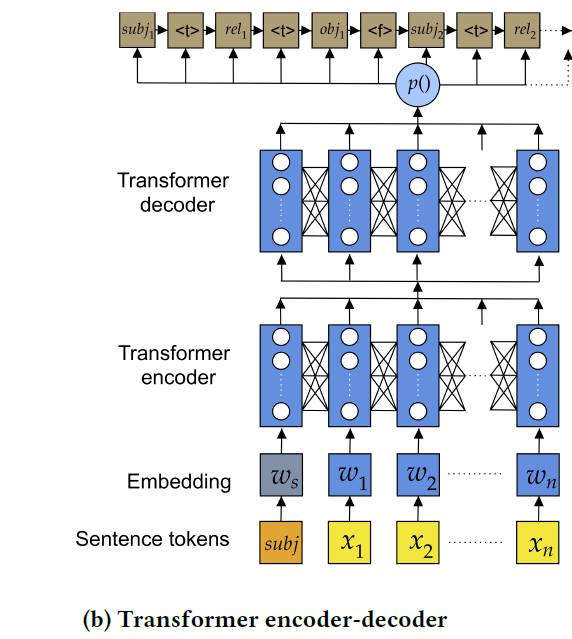 subj₁ <t> rel₁ <t> obj₁ <f> subj₂ <t> rel₂
p()
Transformer
decoder
Transformer
encoder
Embedding wₛ w₁ w₂ wₙ
Sentence tokens subj x₁ x₂ xₙ
(b) Transformer encoder-decoder